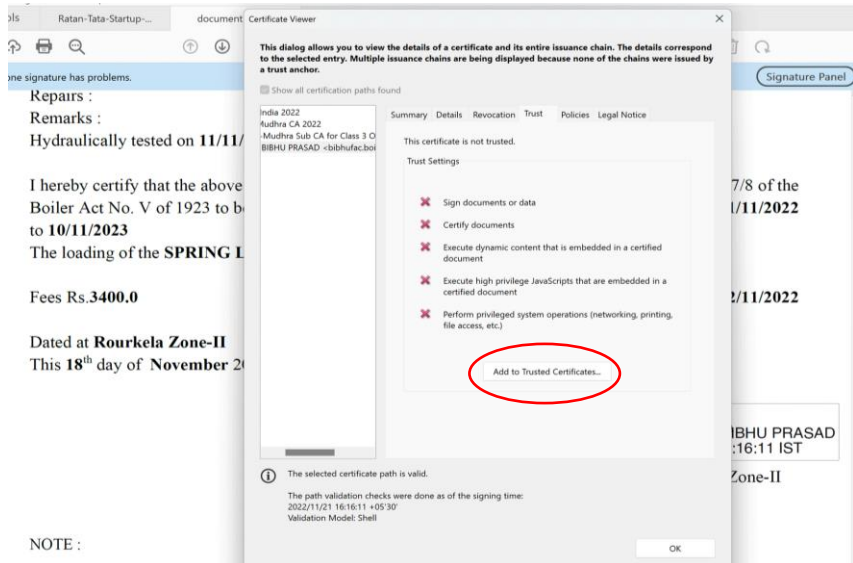 ols
Ratan-Tata-Startup-...
document
Certificate Viewer
This dialog allows you to view the details of a certificate and its entire issuance chain. The details correspond
to the selected entry. Multiple issuance chains are being displayed because none of the chains were issued by
a trust anchor.
Show all certification paths found
one signature has problems.
Signature Panel
India 2022
Mudhra CA 2022
-Mudhra Sub CA for Class 3 O
BIBHU PRASAD <bibhufac.boi
Summary Details Revocation Trust Policies Legal Notice
This certificate is not trusted.
Trust Settings
Sign documents or data
Certify documents
Execute dynamic content that is embedded in a certified
document
Execute high privilege JavaScripts that are embedded in a
certified document
Perform privileged system operations (networking, printing,
file access, etc.)
Add to Trusted Certificates...
The selected certificate path is valid.
The path validation checks were done as of the signing time:
2022/11/21 16:16:11 +05'30'
Validation Model: Shell
OK
Repairs :
Remarks :
Hydraulically tested on 11/11/
I hereby certify that the above
7/8 of the
Boiler Act No. V of 1923 to b
1/11/2022
to 10/11/2023
The loading of the SPRING L
Fees Rs.3400.0
2/11/2022
Dated at Rourkela Zone-II
This 18th day of November 20
IBHU PRASAD
:16:11 IST
Zone-II
NOTE :